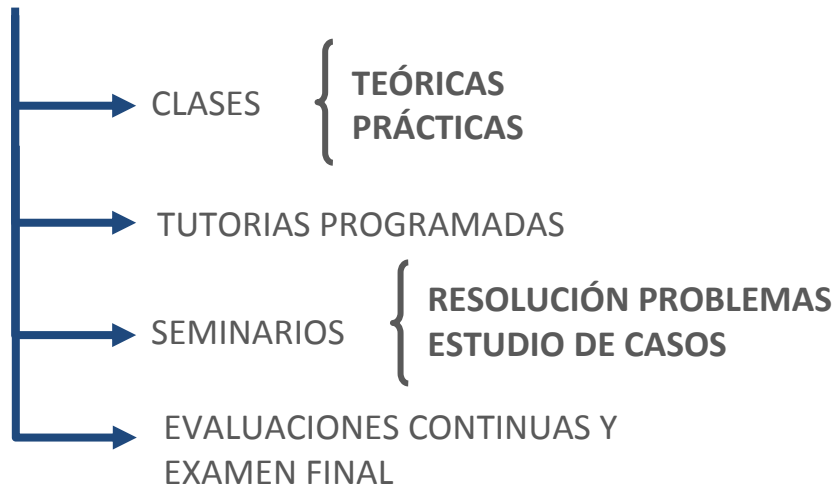 CLASES
TEÓRICAS
PRÁCTICAS
TUTORIAS PROGRAMADAS
SEMINARIOS
RESOLUCIÓN PROBLEMAS
ESTUDIO DE CASOS
EVALUACIONES CONTINUAS Y
EXAMEN FINAL